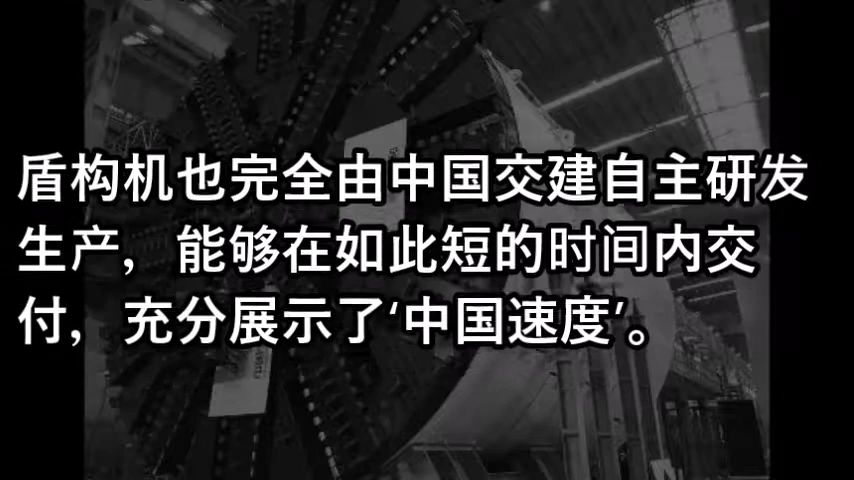 盾构机也完全由中国交建自主研发
生产，能够在如此短的时间内交
付，充分展示了‘中国速度’。